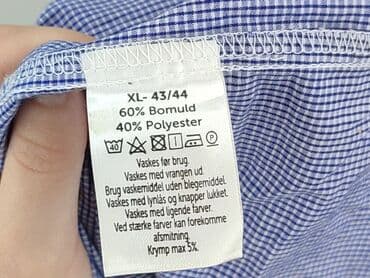 XL- 43/44
60% Bomuld
40% Polyester
40 P
Vaskes før brug.
Vaskes med vrangen ud.
Brug vaskemiddel uden blegemiddel.
Vaskes med lynlås og knapper lukket.
Vaskes med ligende farver.
Ved stærke farver kan forekomme
afsmitning.
Krymp max 5%.